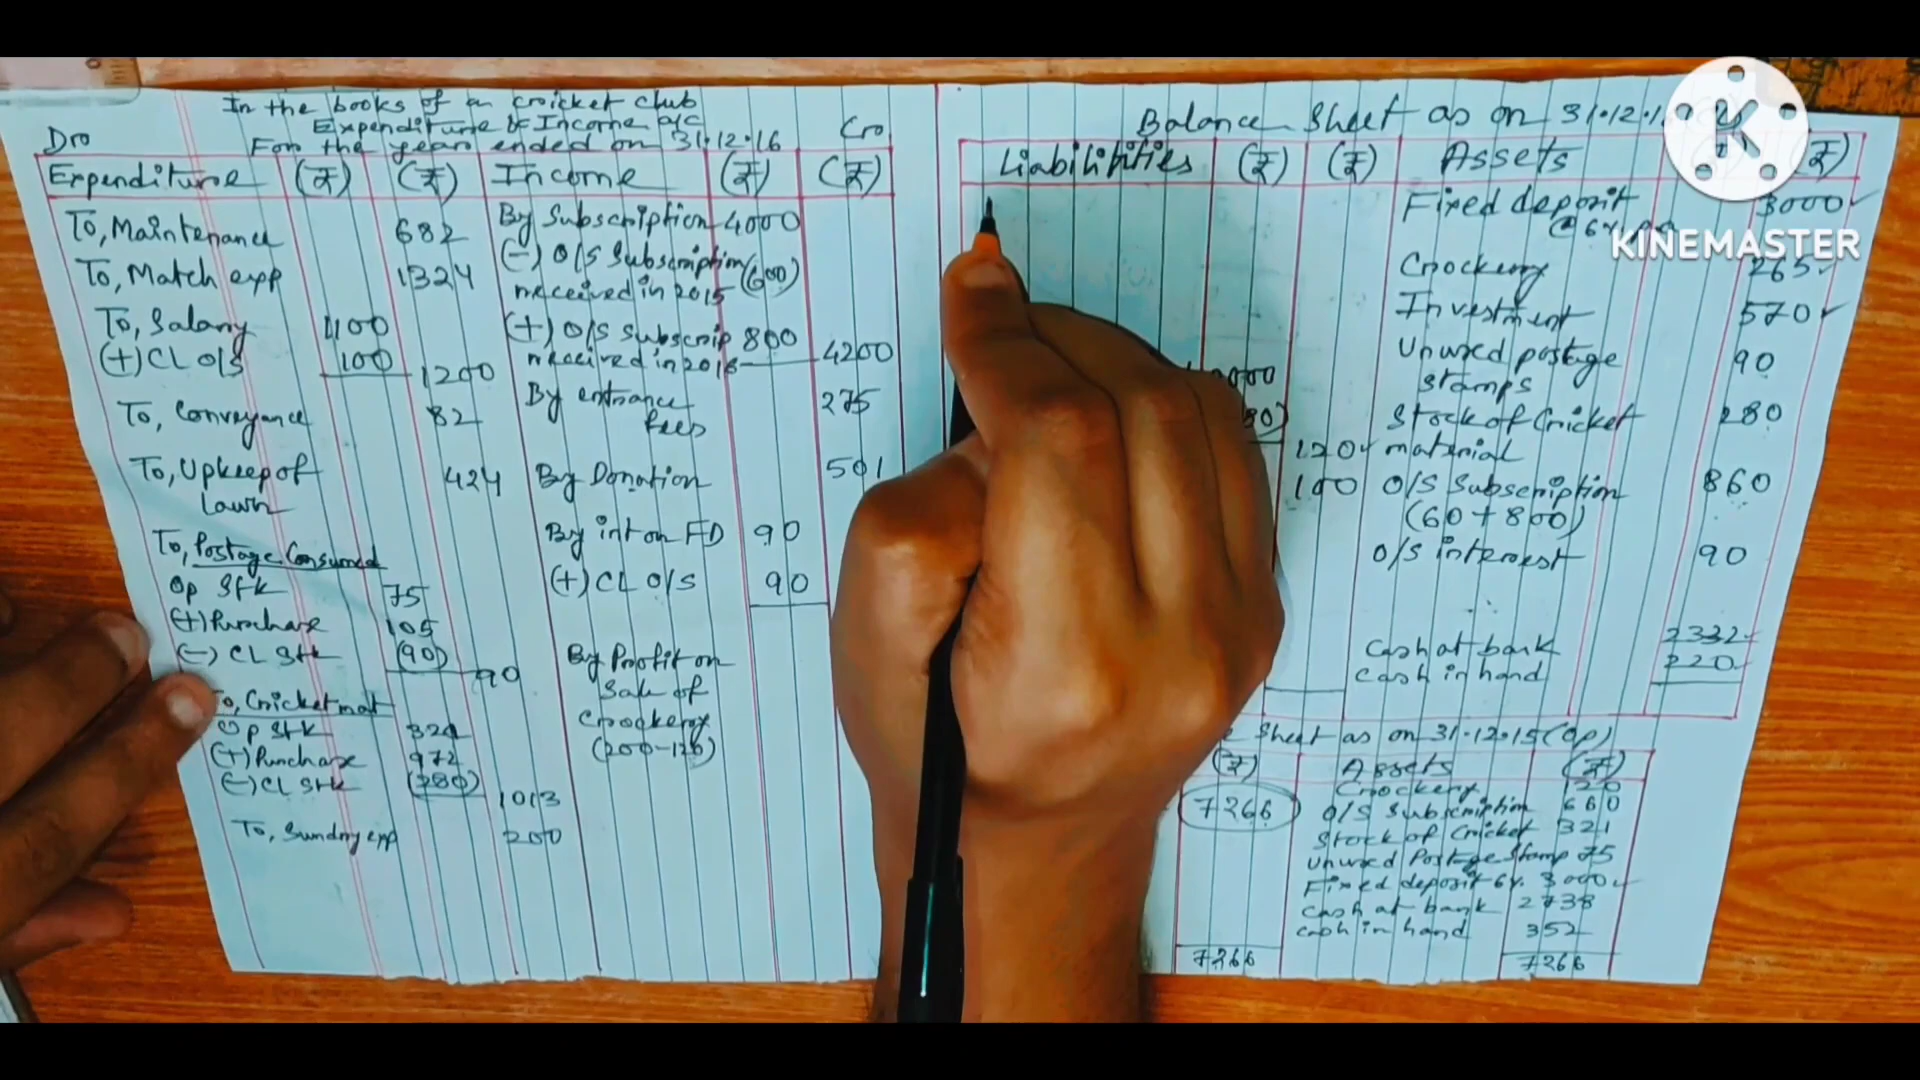 In the books of an cricket club
Expenditure & Income a/c
Dr. For the years ended on 31.12.16 Cr.
Expenditure (₹) (₹) Income (₹) (₹)
To, Maintenance 682
To, Match exp 1324
To, Salary 1100
(+) CL O/S 100 1200
To, Conveyance 82
To, Upkeep of 424
Lawn
To, Postage Consumed
Op Stk 75
(+) Purchase 105
(-) CL Stk (90) 90
To, Cricket mat
Op Stk 321
(+) Purchase 972
(-) CL Stk (280) 1013
To, Sundry exp 200
By Subscription 4000
(-) O/S Subscription (600)
received in 2015
(+) O/S Subscrip 800
received in 2016 4200
By entrance 275
fees
By Donation 501
By int on FD 90
(+) CL O/S 90
By Profit on
Sale of
Crockery
(200-120)
Balance Sheet as on 31.12.1
Liabilibities (₹) (₹) Assets (₹)
000
80)
120
100
Fixed deposit 3000
@ 6%
Crockery 265
Investment 570
Unused postage 90
stamps
Stock of Cricket 280
material
O/S Subscription 860
(60+800)
O/S interest 90
Cash at bank 2332
Cash in hand 220
Sheet as on 31.12.15 (Op)
(₹) Assets (₹)
7266
Crockery 120
O/S Subscription 660
Stock of Cricket 321
Unused Postage Stamp 75
Fixed deposit 6% 3000
Cash at bank 2738
Cash in hand 352
7266 7266
KINEMASTER